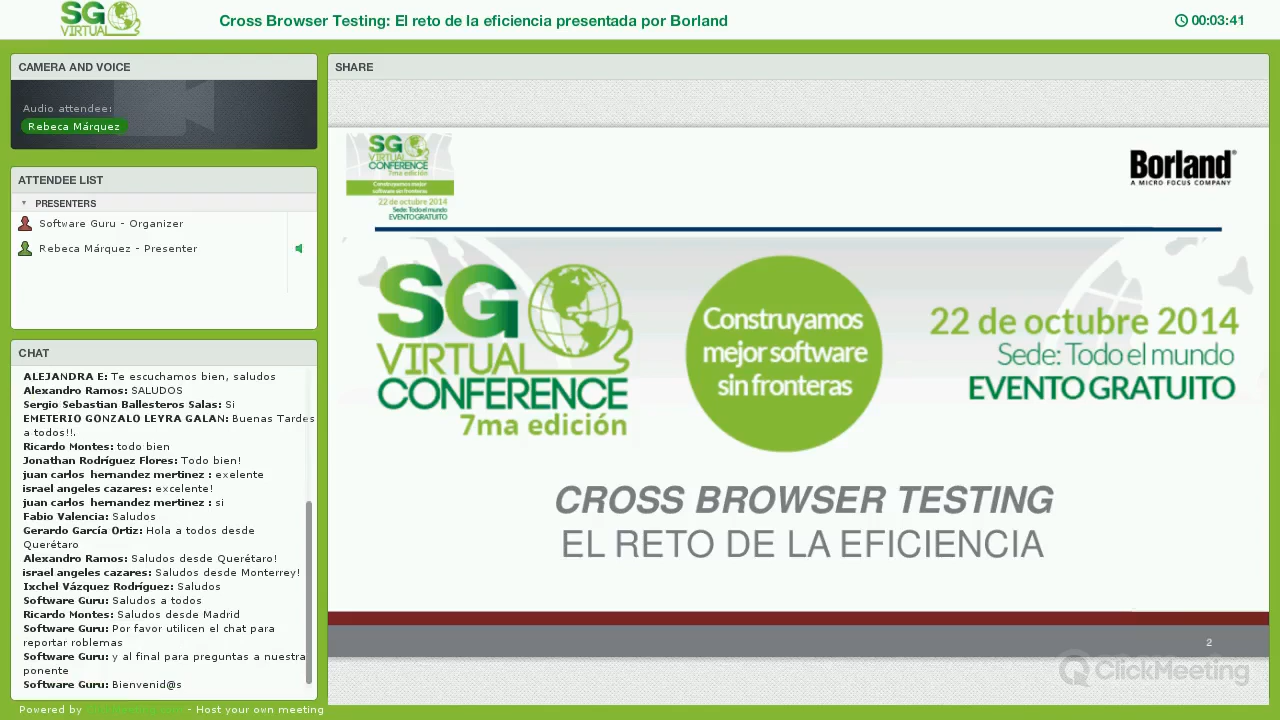 SG
VIRTUAL
Cross Browser Testing: El reto de la eficiencia presentada por Borland
00:03:41
CAMERA AND VOICE
Audio attendee:
Rebeca Márquez
ATTENDEE LIST
PRESENTERS
Software Guru - Organizer
Rebeca Márquez - Presenter
CHAT
ALEJANDRA E: Te escuchamos bien, saludos
Alexandro Ramos: SALUDOS
Sergio Sebastian Ballesteros Salas: Si
EMETERIO GONZALO LEYRA GALAN: Buenas Tardes
a todos!!.
Ricardo Montes: todo bien
Jonathan Rodríguez Flores: Todo bien!
juan carlos hernandez mertinez : exelente
israel angeles cazares: excelente!
juan carlos hernandez mertinez : si
Fabio Valencia: Saludos
Gerardo García Ortiz: Hola a todos desde
Querétaro
Alexandro Ramos: Saludos desde Querétaro!
israel angeles cazares: Saludos desde Monterrey!
Ixchel Vázquez Rodríguez: Saludos
Software Guru: Saludos a todos
Ricardo Montes: Saludos desde Madrid
Software Guru: Por favor utilicen el chat para
reportar roblemas
Software Guru: y al final para preguntas a nuestra
ponente
Software Guru: Bienvenid@s
Powered by - Host your own meeting
SHARE
SG
VIRTUAL
CONFERENCE
7ma edición
Construyamos mejor
software sin fronteras
22 de octubre 2014
Sede: Todo el mundo
EVENTO GRATUITO
Borland®
A MICRO FOCUS COMPANY
SG
VIRTUAL
CONFERENCE
7ma edición
Construyamos
mejor software
sin fronteras
22 de octubre 2014
Sede: Todo el mundo
EVENTO GRATUITO
CROSS BROWSER TESTING
EL RETO DE LA EFICIENCIA
2
ClickMeeting